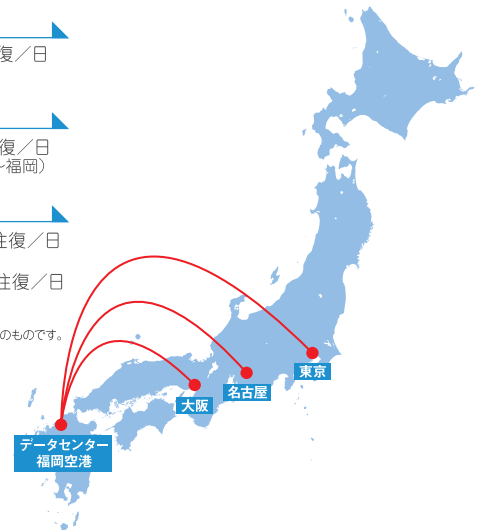 復／日
復／日
～福岡）
往復／日
往復／日
のものです。
東京
名古屋
大阪
データセンター
福岡空港